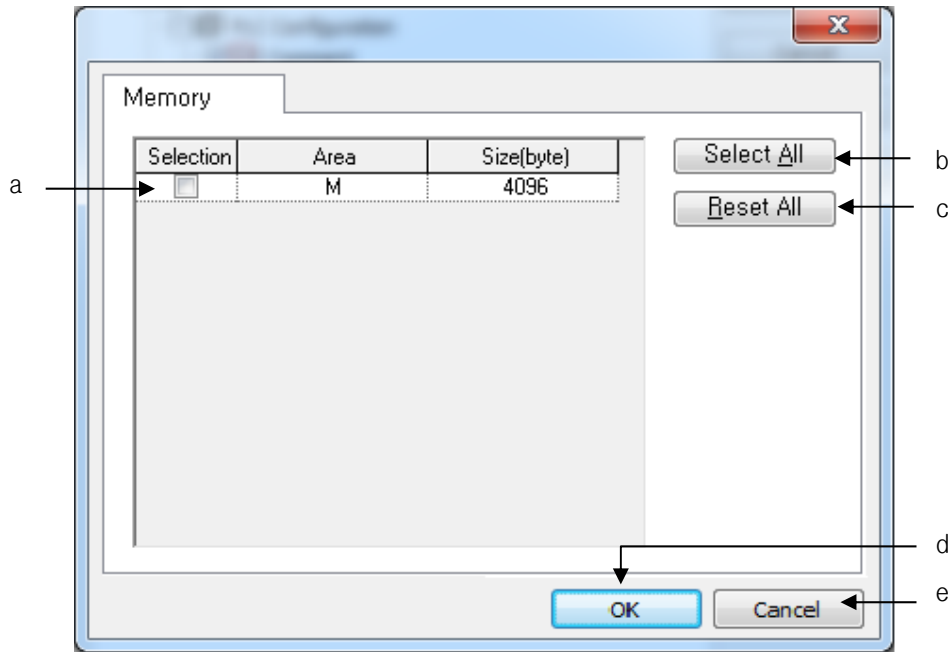 Memory
Selection Area Size(byte)
M 4096
Select All
Reset All
OK
Cancel
a
b
c
d
e